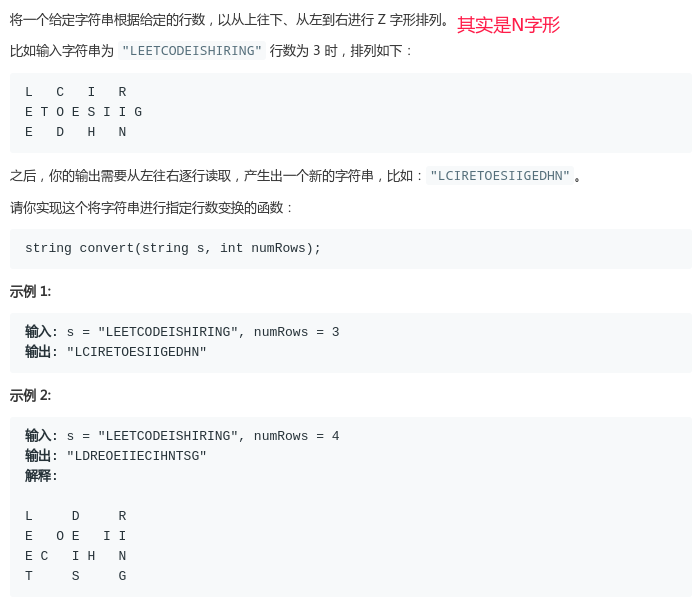 将一个给定字符串根据给定的行数，以从上往下、从左到右进行 Z 字形排列。 其实是N字形
比如输入字符串为 "LEETCODEISHIRING" 行数为 3 时，排列如下：
L   C   I   R
E T O E S I I G
E   D   H   N
之后，你的输出需要从左往右逐行读取，产生出一个新的字符串，比如："LCIRETOESIIGEDHN"。
请你实现这个将字符串进行指定行数变换的函数：
string convert(string s, int numRows);
示例 1:
输入: s = "LEETCODEISHIRING", numRows = 3
输出: "LCIRETOESIIGEDHN"
示例 2:
输入: s = "LEETCODEISHIRING", numRows = 4
输出: "LDREOEIIECIHNTSG"
解释:
L     D     R
E   O E   I I
E C   I H   N
T     S     G